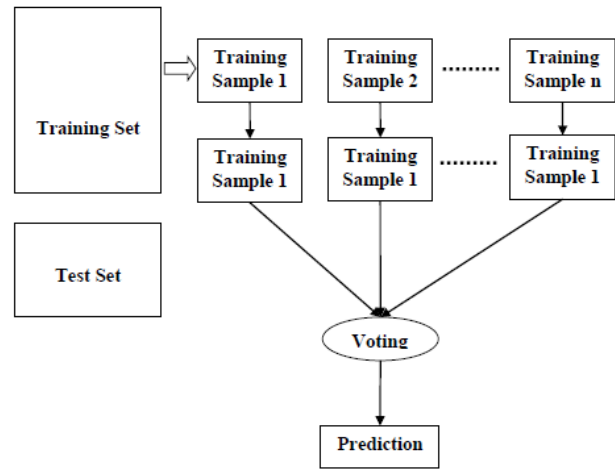 Training Set
Training
Sample 1
Training
Sample 2
.........
Training
Sample n
Training
Sample 1
Training
Sample 1
.........
Training
Sample 1
Test Set
Voting
Prediction